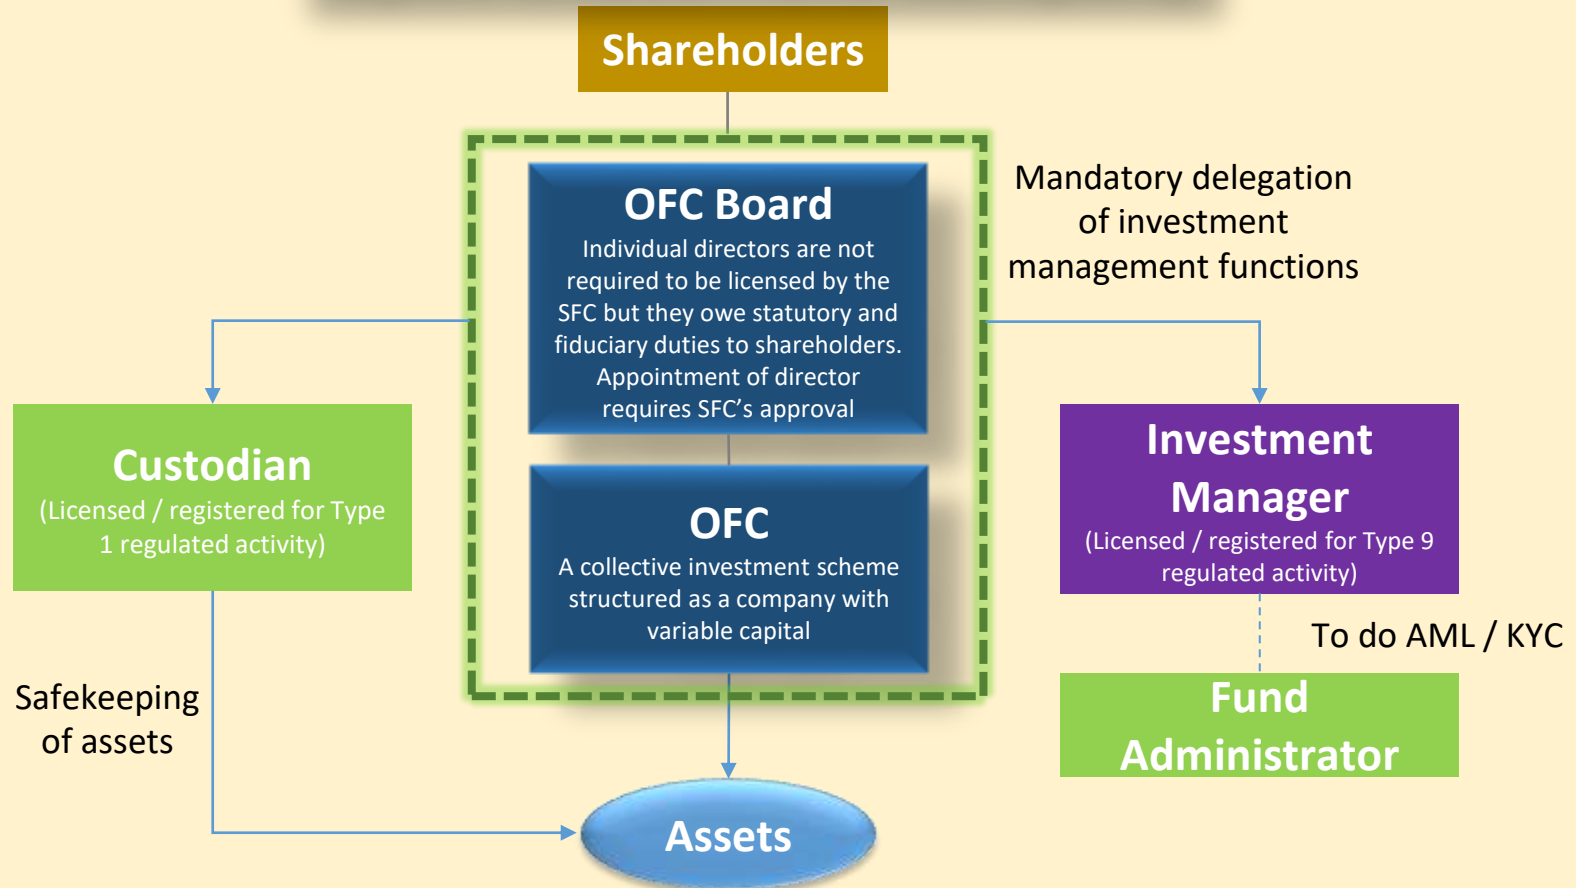 Shareholders
OFC Board
Individual directors are not
required to be licensed by the
SFC but they owe statutory and
fiduciary duties to shareholders.
Appointment of director
requires SFC’s approval
Mandatory delegation
of investment
management functions
Custodian
(Licensed / registered for Type
1 regulated activity)
OFC
A collective investment scheme
structured as a company with
variable capital
Investment
Manager
(Licensed / registered for Type 9
regulated activity)
To do AML / KYC
Safekeeping
of assets
Fund
Administrator
Assets